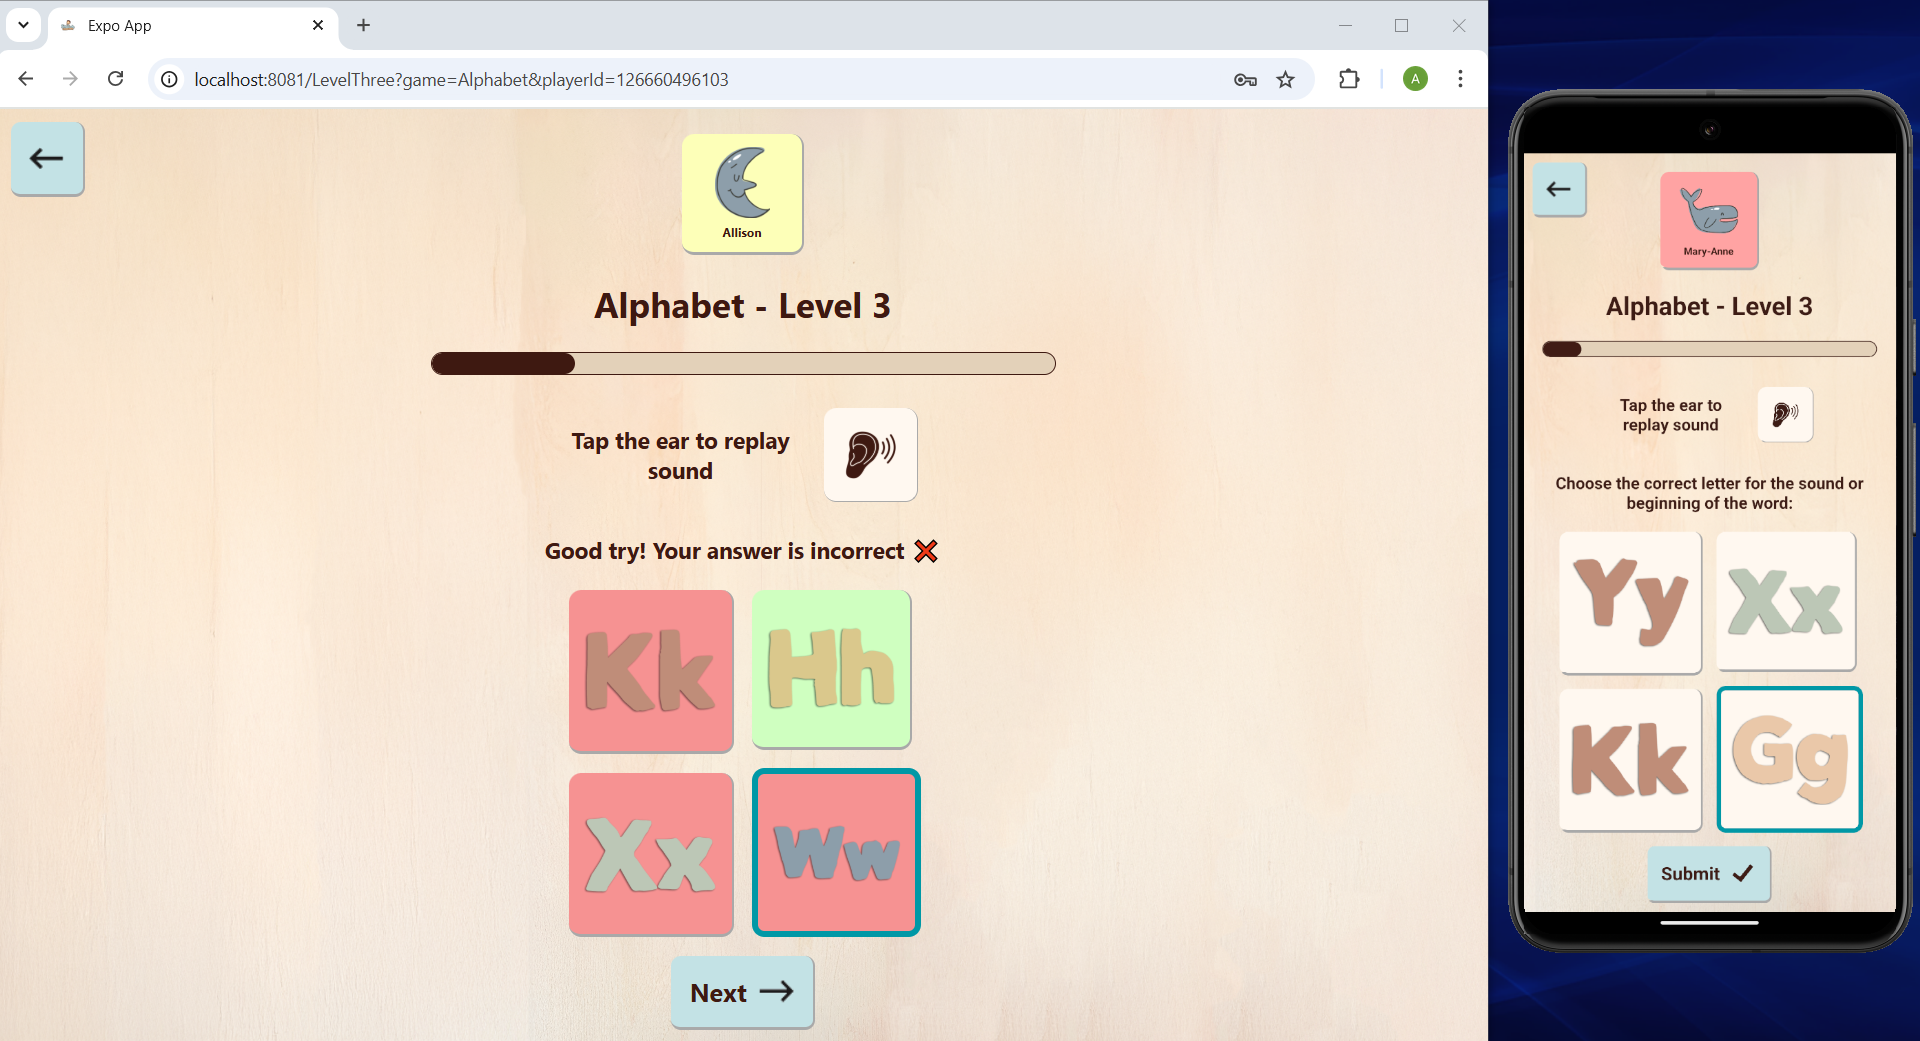 Expo App
localhost:8081/LevelThree?game=Alphabet&playerId=126660496103
A
Allison
Alphabet - Level 3
Tap the ear to replay
sound
Good try! Your answer is incorrect
Kk
Hh
Xx
Ww
Next
Mary-Anne
Alphabet - Level 3
Tap the ear to
replay sound
Choose the correct letter for the sound or
beginning of the word:
Yy
Xx
Kk
Gg
Submit